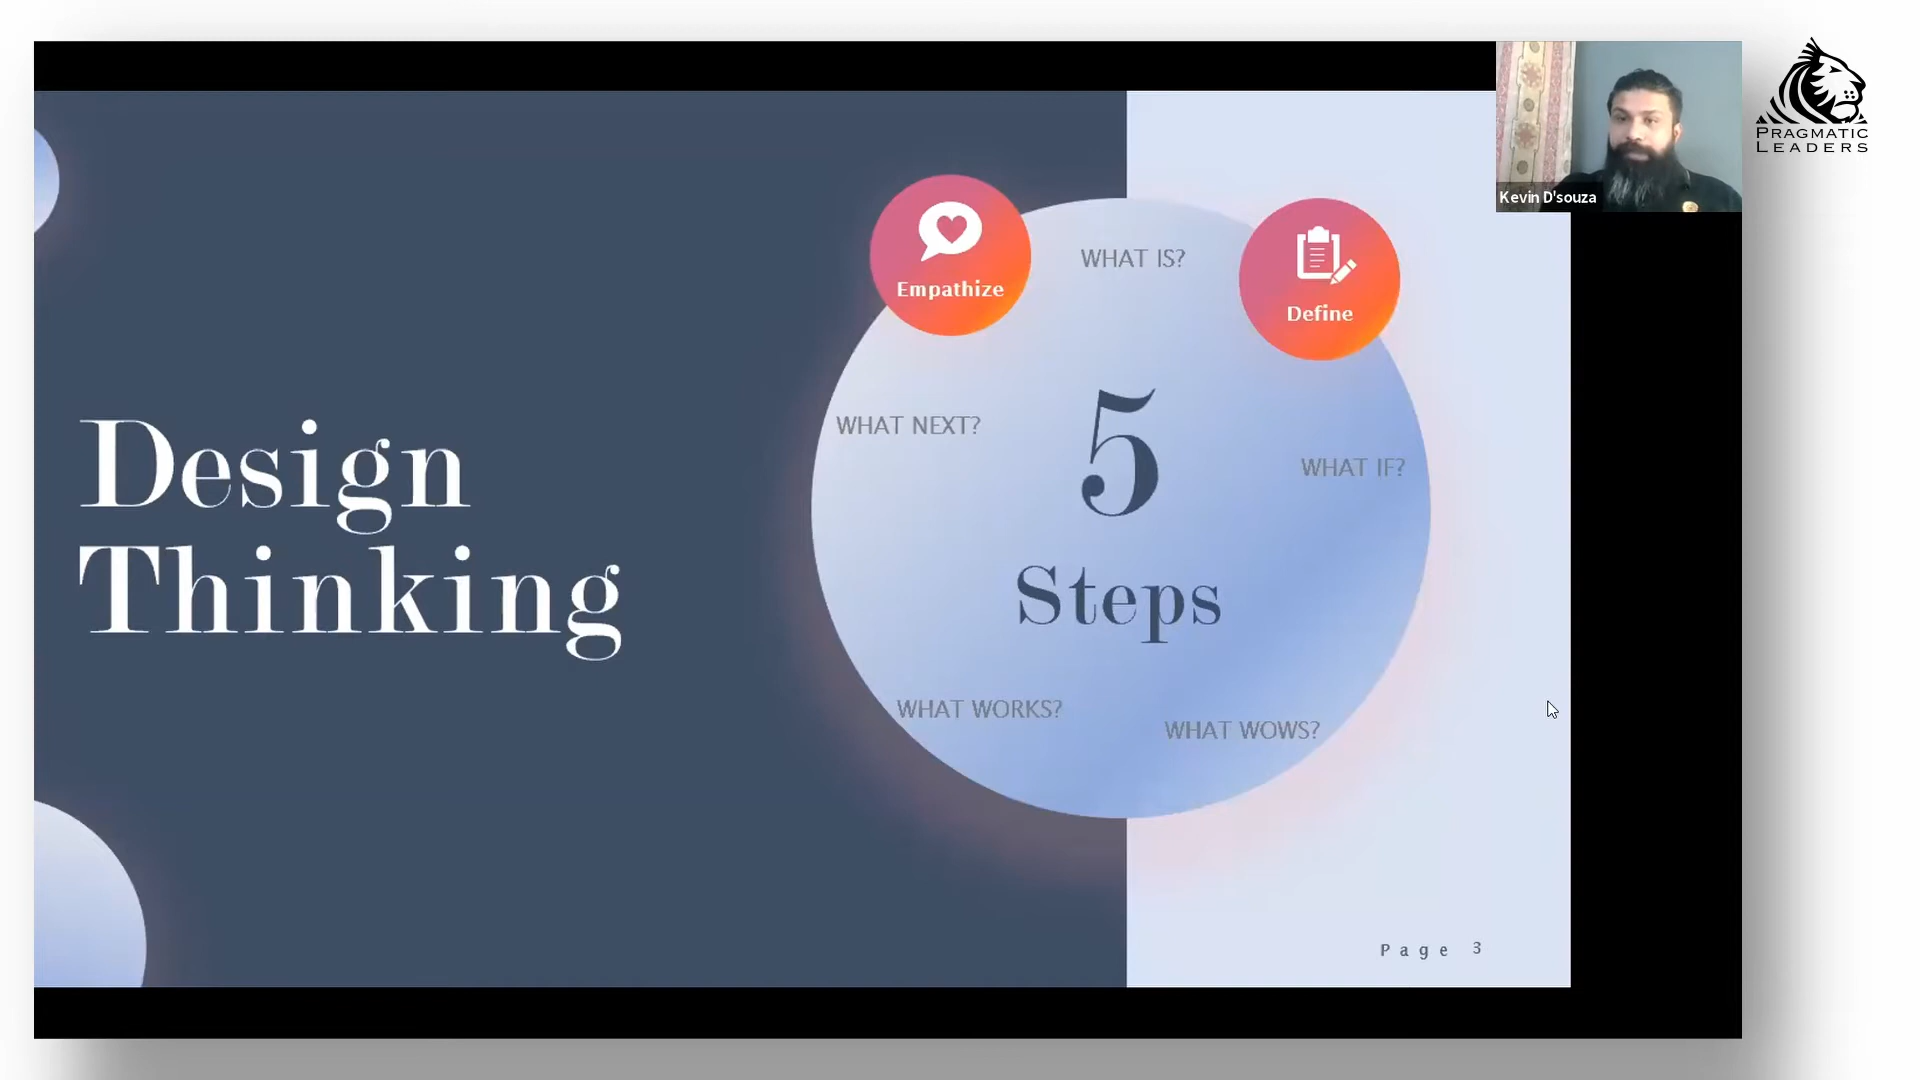 PRAGMATIC
LEADERS
Kevin D'souza
Design
Thinking
Empathize
WHAT IS?
Define
WHAT NEXT?
5
WHAT IF?
Steps
WHAT WORKS?
WHAT WOWS?
Page 3